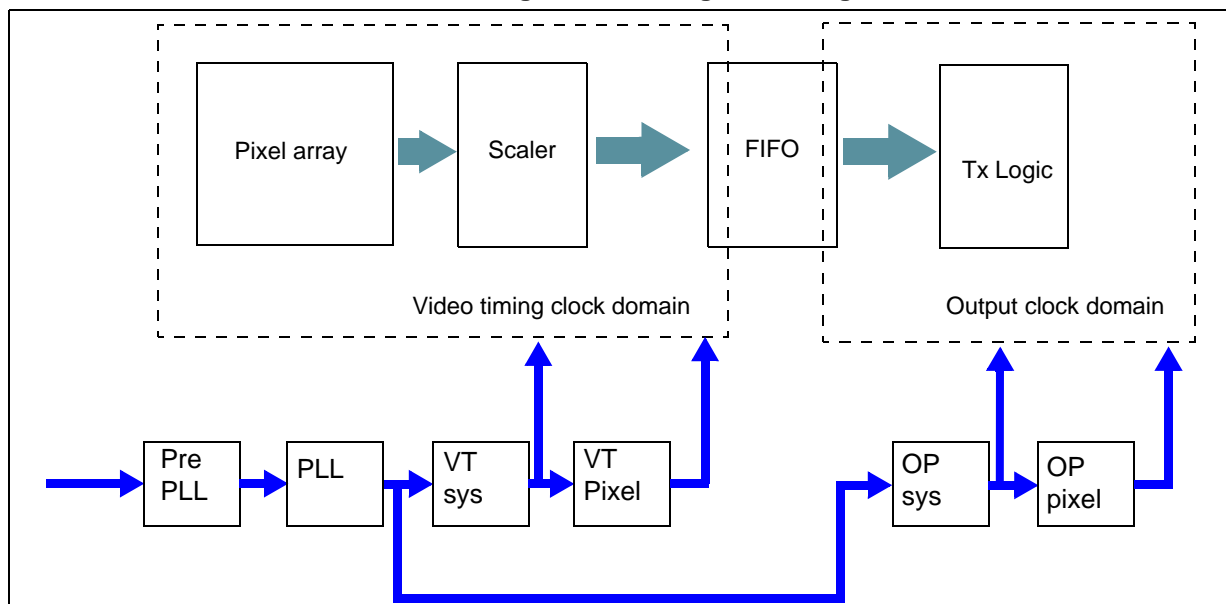 Pixel array
Scaler
FIFO
Tx Logic
Video timing clock domain
Output clock domain
Pre
PLL
PLL
VT
sys
VT
Pixel
OP
sys
OP
pixel